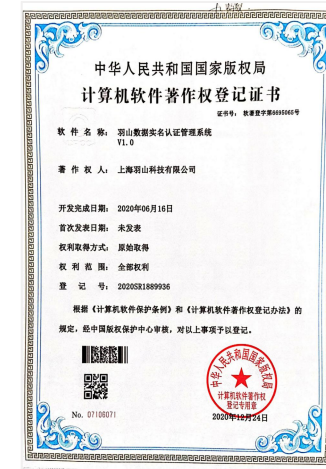 中华人民共和国国家版权局
计算机软件著作权登记证书
证书号： 软著登字第6695065号
软件名称： 羽山数据实名认证管理系统
V1.0
著作权人： 上海羽山科技有限公司
开发完成日期： 2020年06月16日
首次发表日期： 未发表
权利取得方式： 原始取得
权利范围： 全部权利
登记号： 2020SR1889936
根据《计算机软件保护条例》和《计算机软件著作权登记办法》的
规定，经中国版权保护中心审核，对以上事项予以登记。
中华人民共和国国家版权局
计算机软件著作权
登记专用章
No. 07106071
2020年12月24日